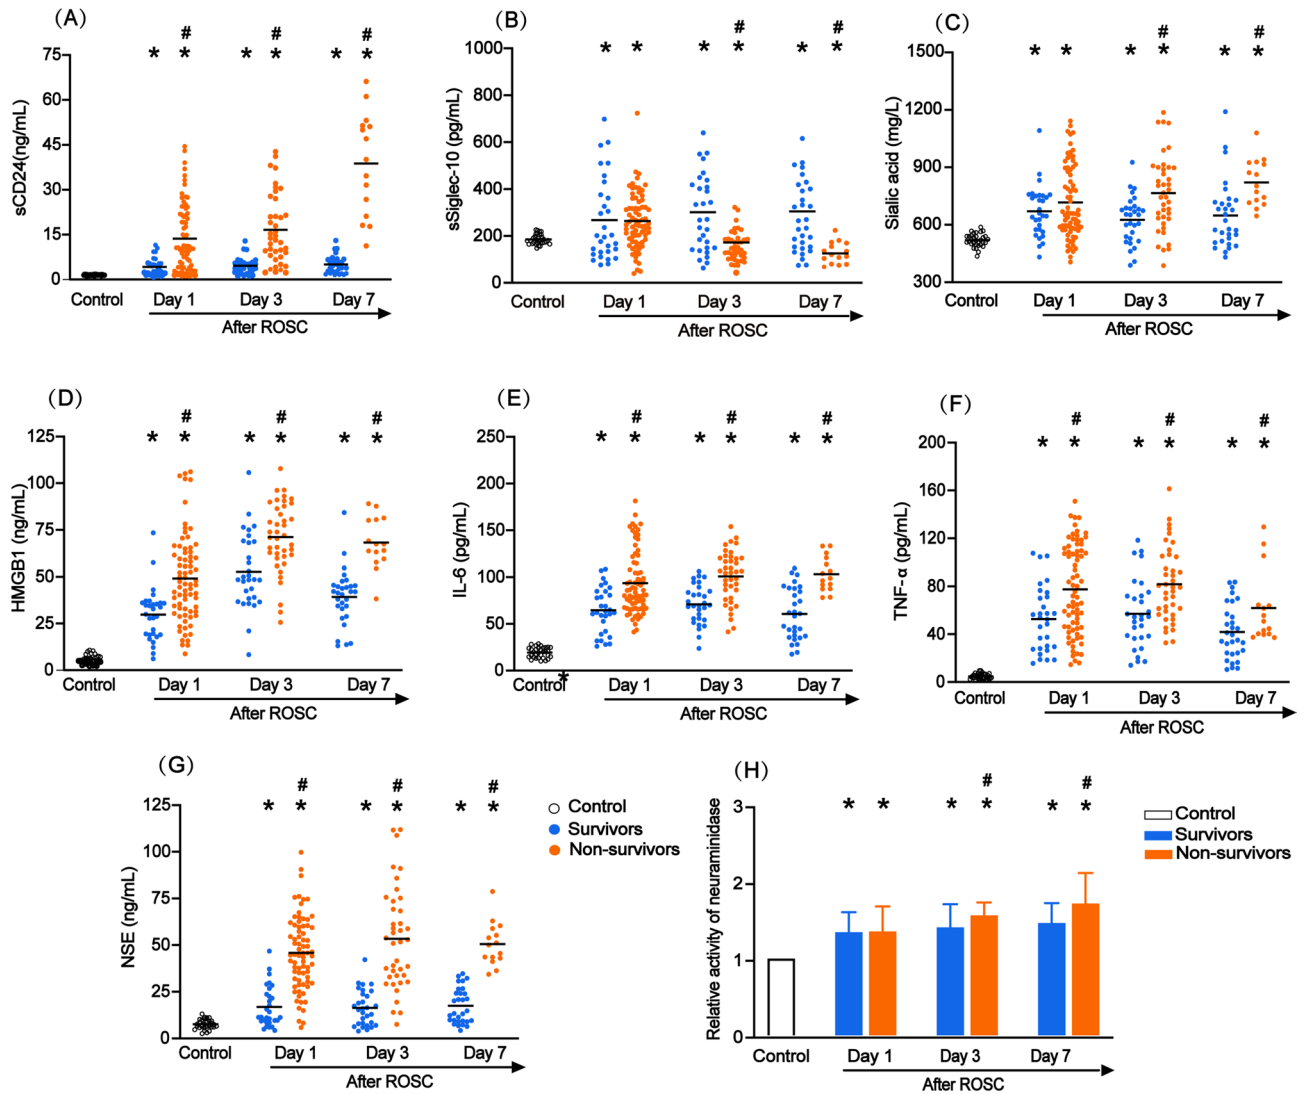 (A)
sCD24(ng/mL)
75
60
45
30
15
0
* * # * * # * * #
Control Day 1 Day 3 Day 7
After ROSC
(B)
sSiglec-10 (pg/mL)
1000
800
600
400
200
0
* * * * # * * #
Control Day 1 Day 3 Day 7
After ROSC
(C)
Sialic acid (mg/L)
1500
1200
900
600
300
* * * * # * * #
Control Day 1 Day 3 Day 7
After ROSC
(D)
HMGB1 (ng/mL)
125
100
75
50
25
0
* * # * * # * * #
Control Day 1 Day 3 Day 7
After ROSC
(E)
IL-6 (pg/mL)
250
200
150
100
50
0
* * # * * # * * #
Control * Day 1 Day 3 Day 7
After ROSC
(F)
TNF-α (pg/mL)
200
160
120
80
40
0
* * # * * # * * #
Control Day 1 Day 3 Day 7
After ROSC
(G)
NSE (ng/mL)
125
100
75
50
25
0
* * # * * # * * #
Control Day 1 Day 3 Day 7
After ROSC
Control
Survivors
Non-survivors
(H)
Relative activity of neuraminidase
3
2
1
0
* * * * # * * #
Control Day 1 Day 3 Day 7
After ROSC
Control
Survivors
Non-survivors